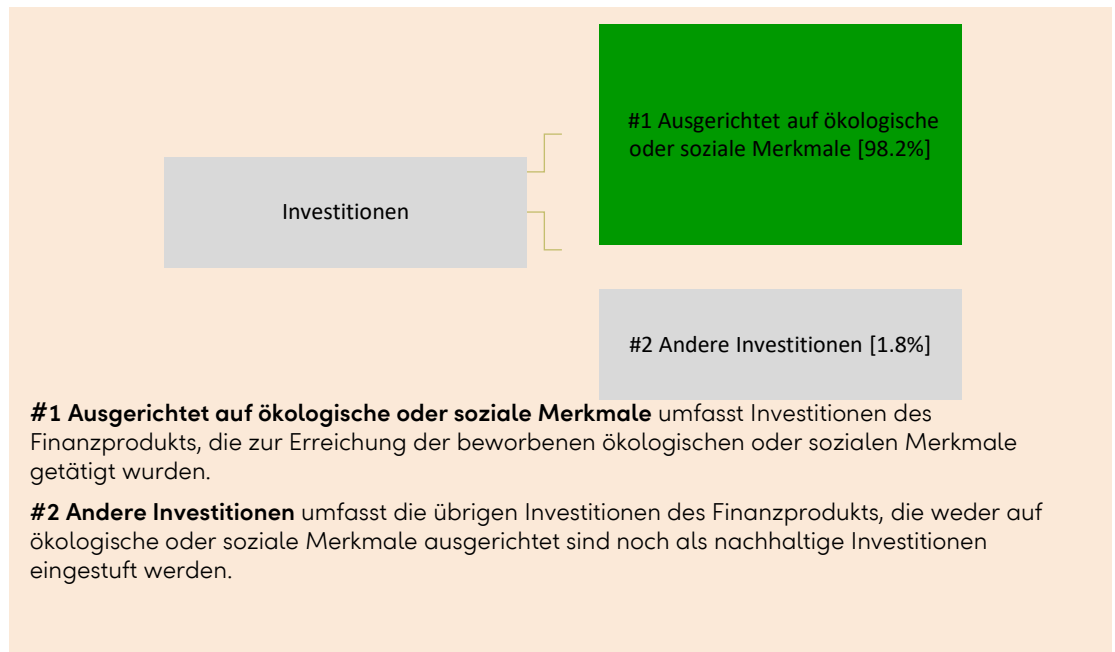 #1 Ausgerichtet auf ökologische
oder soziale Merkmale [98.2%]
Investitionen
#2 Andere Investitionen [1.8%]
#1 Ausgerichtet auf ökologische oder soziale Merkmale umfasst Investitionen des
Finanzprodukts, die zur Erreichung der beworbenen ökologischen oder sozialen Merkmale
getätigt wurden.
#2 Andere Investitionen umfasst die übrigen Investitionen des Finanzprodukts, die weder auf
ökologische oder soziale Merkmale ausgerichtet sind noch als nachhaltige Investitionen
eingestuft werden.